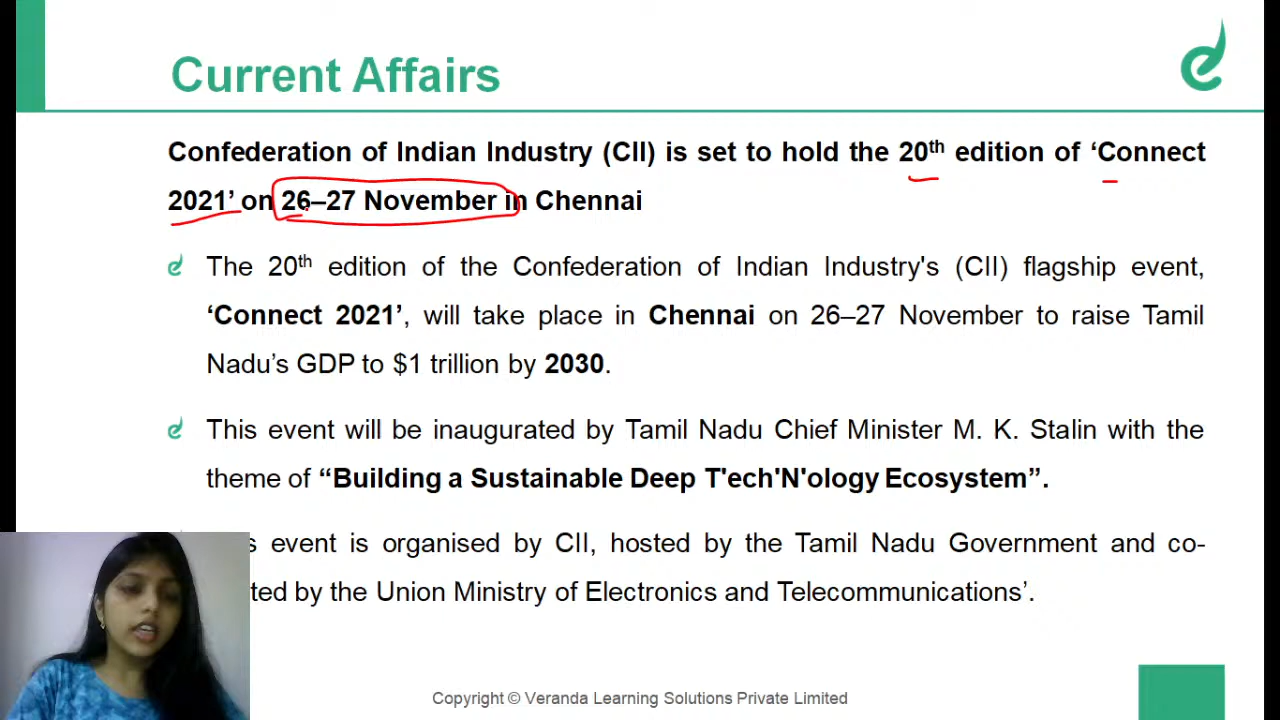 Current Affairs
Confederation of Indian Industry (CII) is set to hold the 20th edition of ‘Connect
2021’ on 26–27 November in Chennai
The 20th edition of the Confederation of Indian Industry's (CII) flagship event,
‘Connect 2021’, will take place in Chennai on 26–27 November to raise Tamil
Nadu’s GDP to $1 trillion by 2030.
This event will be inaugurated by Tamil Nadu Chief Minister M. K. Stalin with the
theme of “Building a Sustainable Deep T'ech'N'ology Ecosystem”.
event is organised by CII, hosted by the Tamil Nadu Government and co-
by the Union Ministry of Electronics and Telecommunications’.
Copyright © Veranda Learning Solutions Private Limited